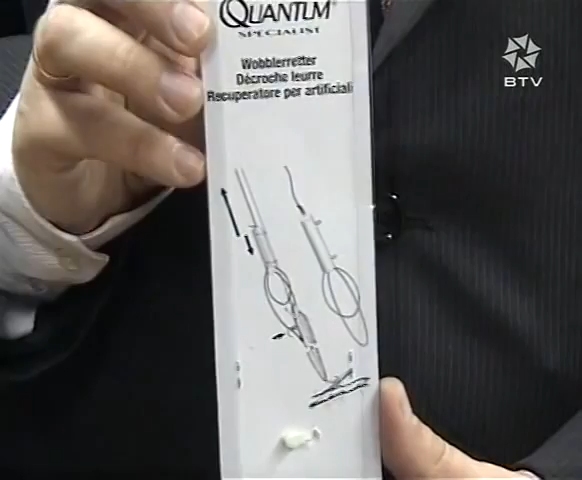 QUANTUM
SPECIALIST
Wobblerretter
Décroche leurre
Recuperatore per artificiali
BTV